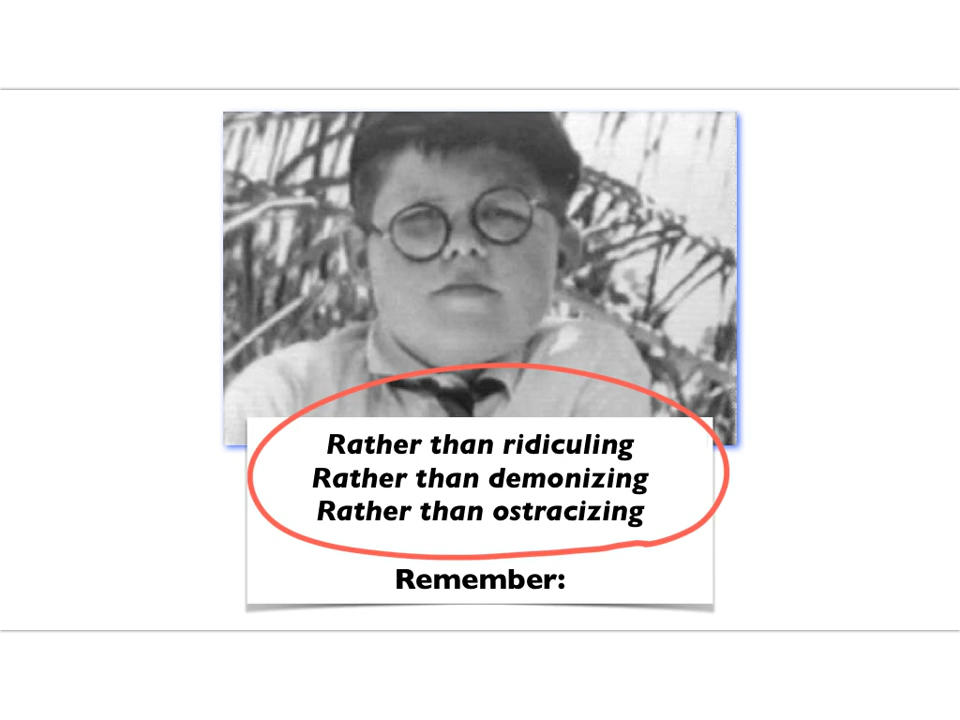 Rather than ridiculing
Rather than demonizing
Rather than ostracizing
Remember: